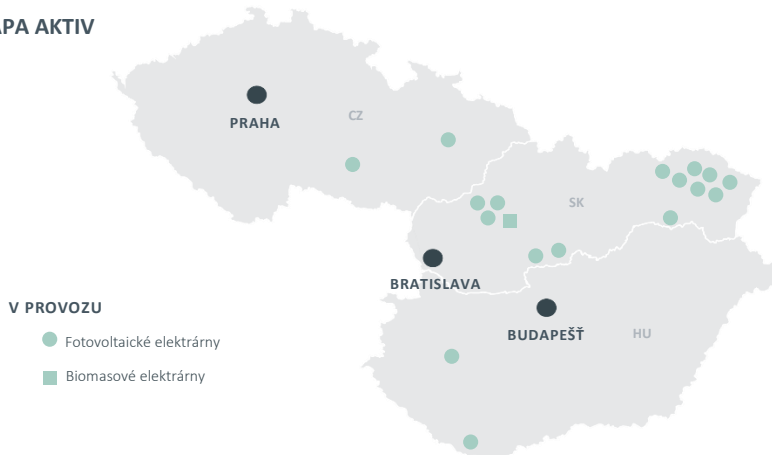 APA AKTIV
CZ
PRAHA
SK
BRATISLAVA
V PROVOZU
BUDAPEŠŤ
HU
Fotovoltaické elektrárny
Biomasové elektrárny